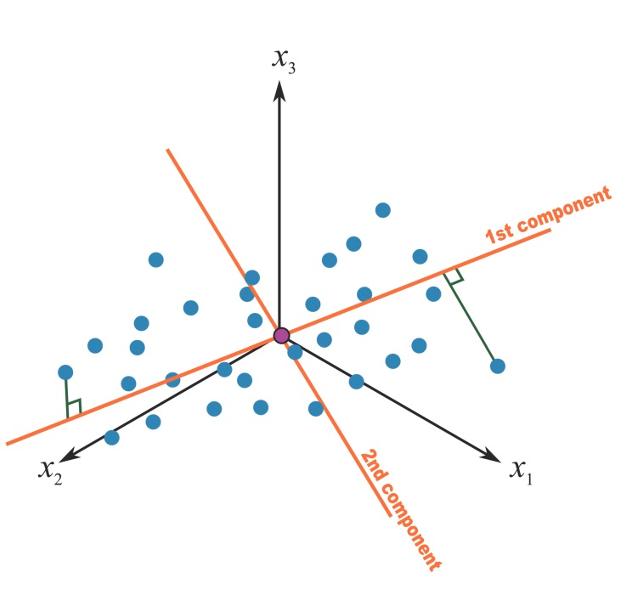 x₃
1st component
x₂
x₁
2nd component